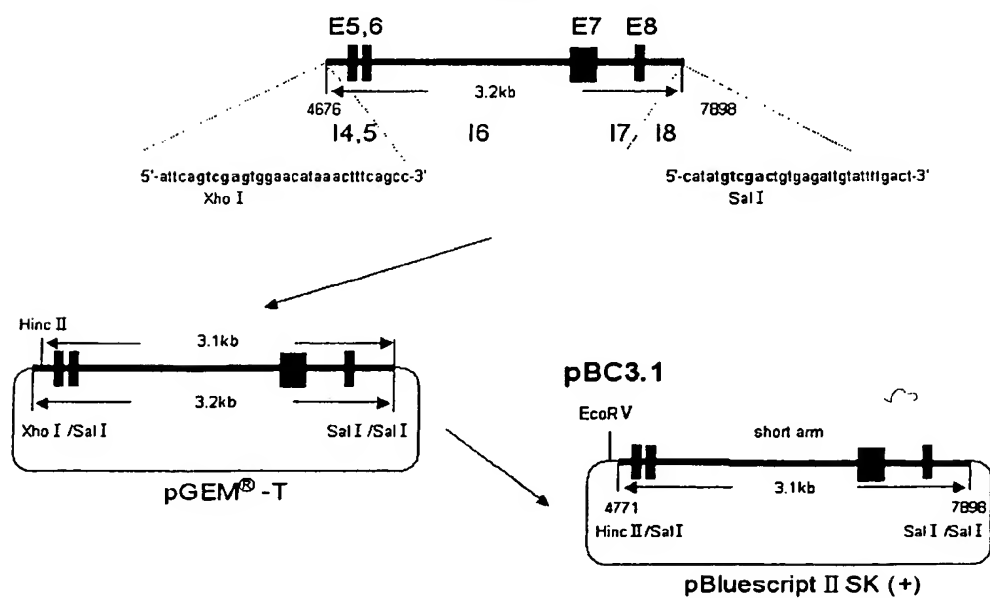 E5,6 E7 E8
3.2kb
4676 7898
I4,5 I6 I7, I8
5'-attcagtcgagtggaacataaactttcagcc-3' 5'-catatgtcgactgtgagattgtattttgact-3'
Xho I Sal I
Hinc II
3.1kb
3.2kb
Xho I /Sal I Sal I /Sal I
pGEM® -T
pBC3.1
EcoR V
short arm
3.1kb
4771 7898
Hinc II /Sal I Sal I /Sal I
pBluescript II SK (+)